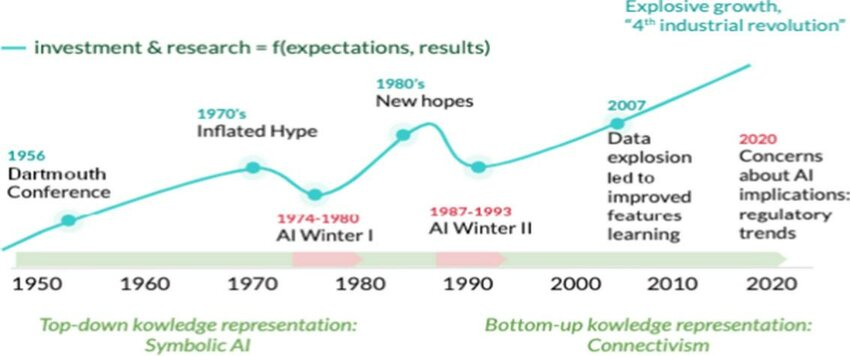 Explosive growth,
“4th industrial revolution”
investment & research = f(expectations, results)
1980's
New hopes
1970's
Inflated Hype
2007
Data
explosion
led to
improved
features
learning
2020
Concerns
about AI
implications:
regulatory
trends
1956
Dartmouth
Conference
1974-1980
AI Winter I
1987-1993
AI Winter II
1950 1960 1970 1980 1990 2000 2010 2020
Top-down kowledge representation:
Symbolic AI
Bottom-up kowledge representation:
Connectivism